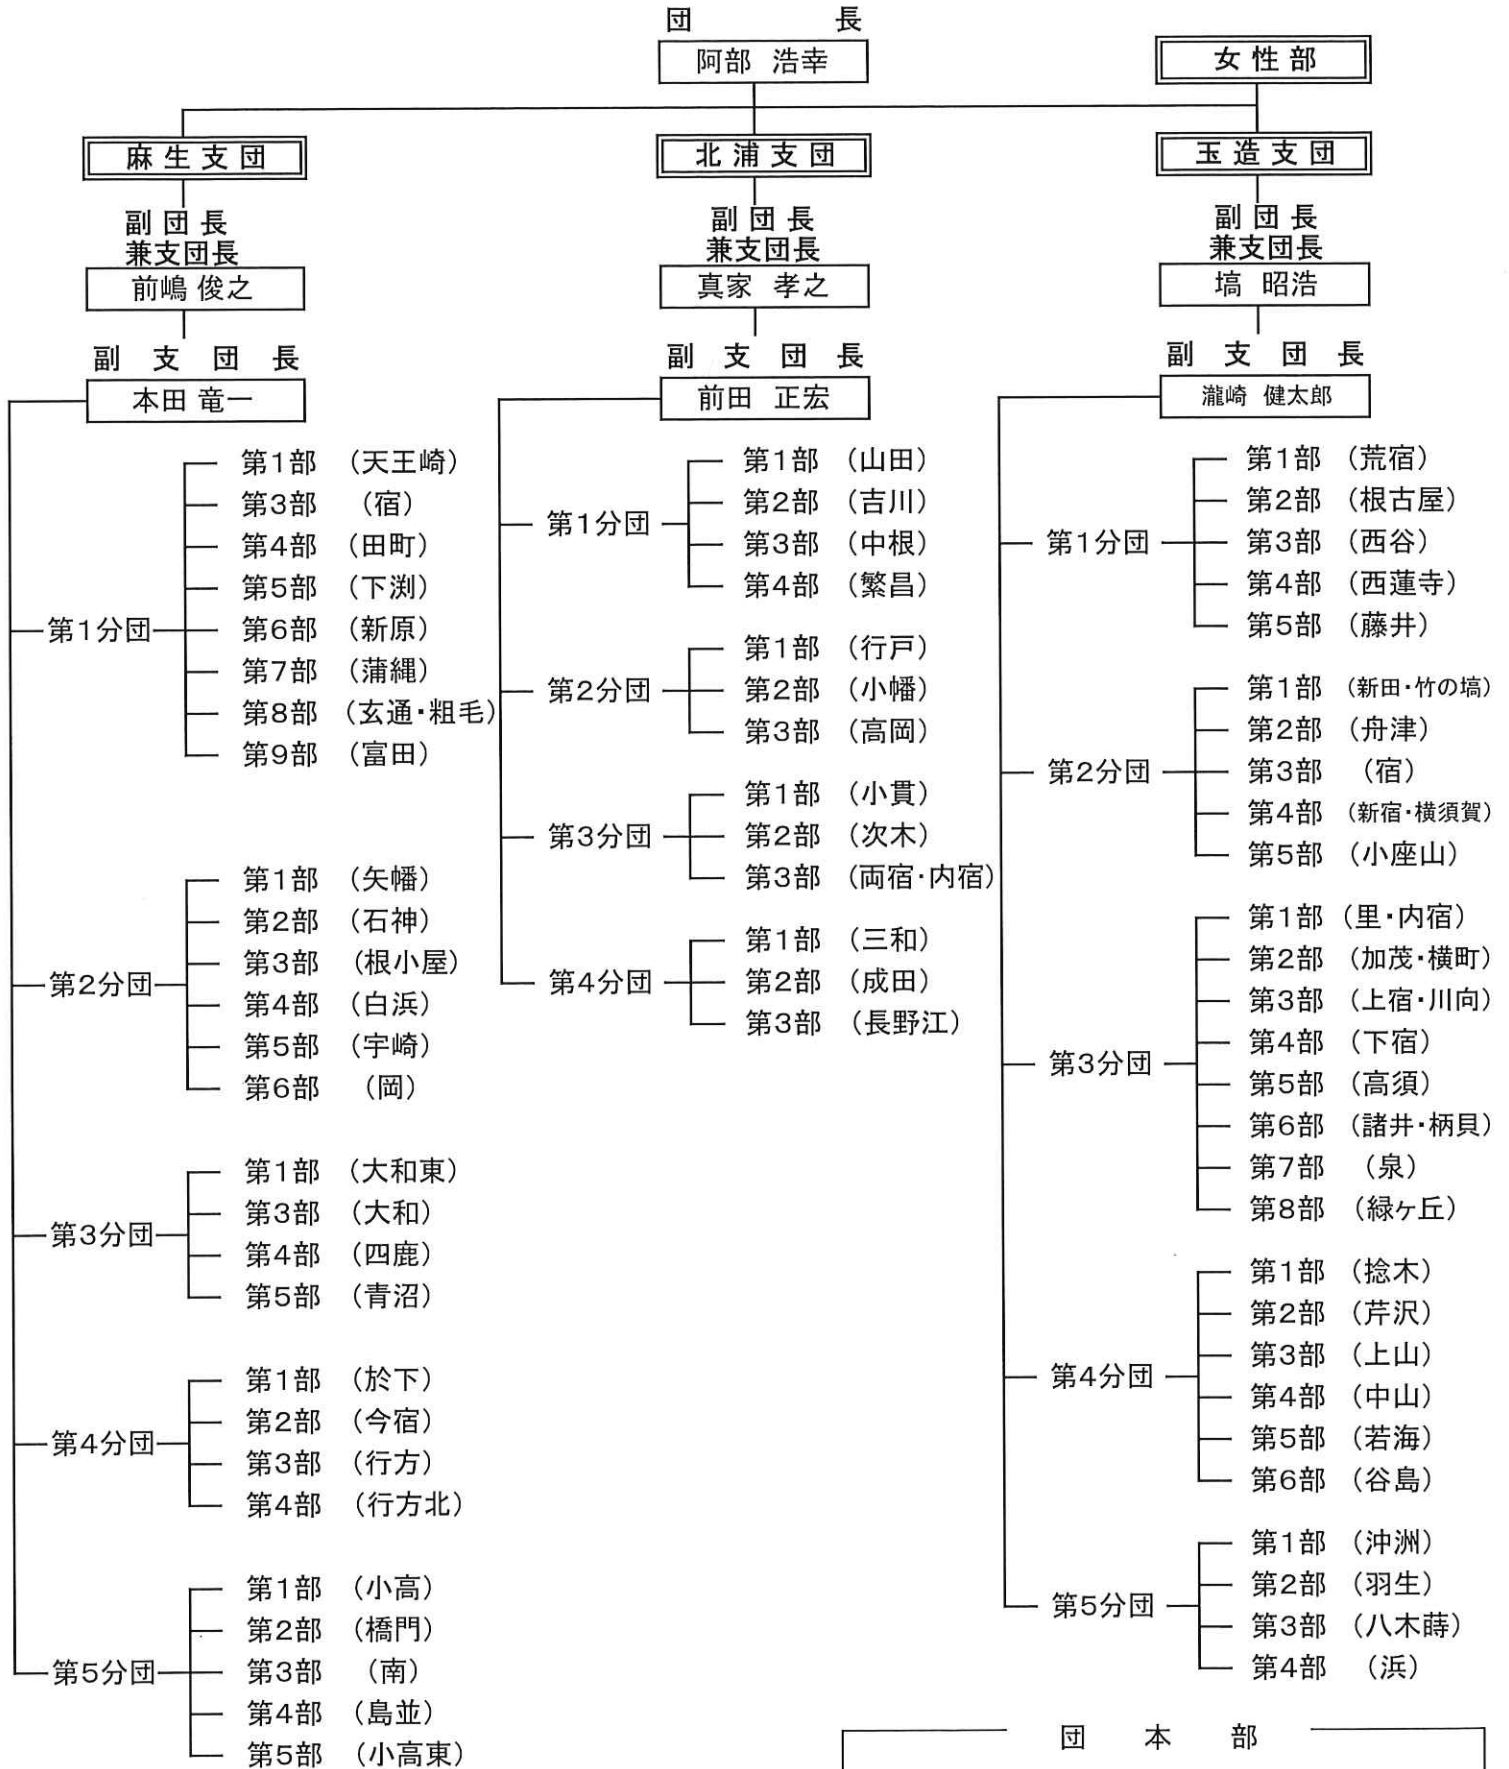 団長
阿部 浩幸
女性部
麻生支団
副団長
兼支団長
前嶋 俊之
副支団長
本田 竜一
第1分団
第1部 （天王崎）
第3部 （宿）
第4部 （田町）
第5部 （下渕）
第6部 （新原）
第7部 （蒲縄）
第8部 （玄通・粗毛）
第9部 （富田）
第2分団
第1部 （矢幡）
第2部 （石神）
第3部 （根小屋）
第4部 （白浜）
第5部 （宇崎）
第6部 （岡）
第3分団
第1部 （大和東）
第3部 （大和）
第4部 （四鹿）
第5部 （青沼）
第4分団
第1部 （於下）
第2部 （今宿）
第3部 （行方）
第4部 （行方北）
第5分団
第1部 （小高）
第2部 （橋門）
第3部 （南）
第4部 （島並）
第5部 （小高東）
北浦支団
副団長
兼支団長
真家 孝之
副支団長
前田 正宏
第1分団
第1部 （山田）
第2部 （吉川）
第3部 （中根）
第4部 （繁昌）
第2分団
第1部 （行戸）
第2部 （小幡）
第3部 （高岡）
第3分団
第1部 （小貫）
第2部 （次木）
第3部 （両宿・内宿）
第4分団
第1部 （三和）
第2部 （成田）
第3部 （長野江）
玉造支団
副団長
兼支団長
塙 昭浩
副支団長
瀧崎 健太郎
第1分団
第1部 （荒宿）
第2部 （根古屋）
第3部 （西谷）
第4部 （西蓮寺）
第5部 （藤井）
第2分団
第1部 （新田・竹の塙）
第2部 （舟津）
第3部 （宿）
第4部 （新宿・横須賀）
第5部 （小座山）
第3分団
第1部 （里・内宿）
第2部 （加茂・横町）
第3部 （上宿・川向）
第4部 （下宿）
第5部 （高須）
第6部 （諸井・柄貝）
第7部 （泉）
第8部 （緑ヶ丘）
第4分団
第1部 （捻木）
第2部 （芹沢）
第3部 （上山）
第4部 （中山）
第5部 （若海）
第6部 （谷島）
第5分団
第1部 （沖洲）
第2部 （羽生）
第3部 （八木蒔）
第4部 （浜）
団本部